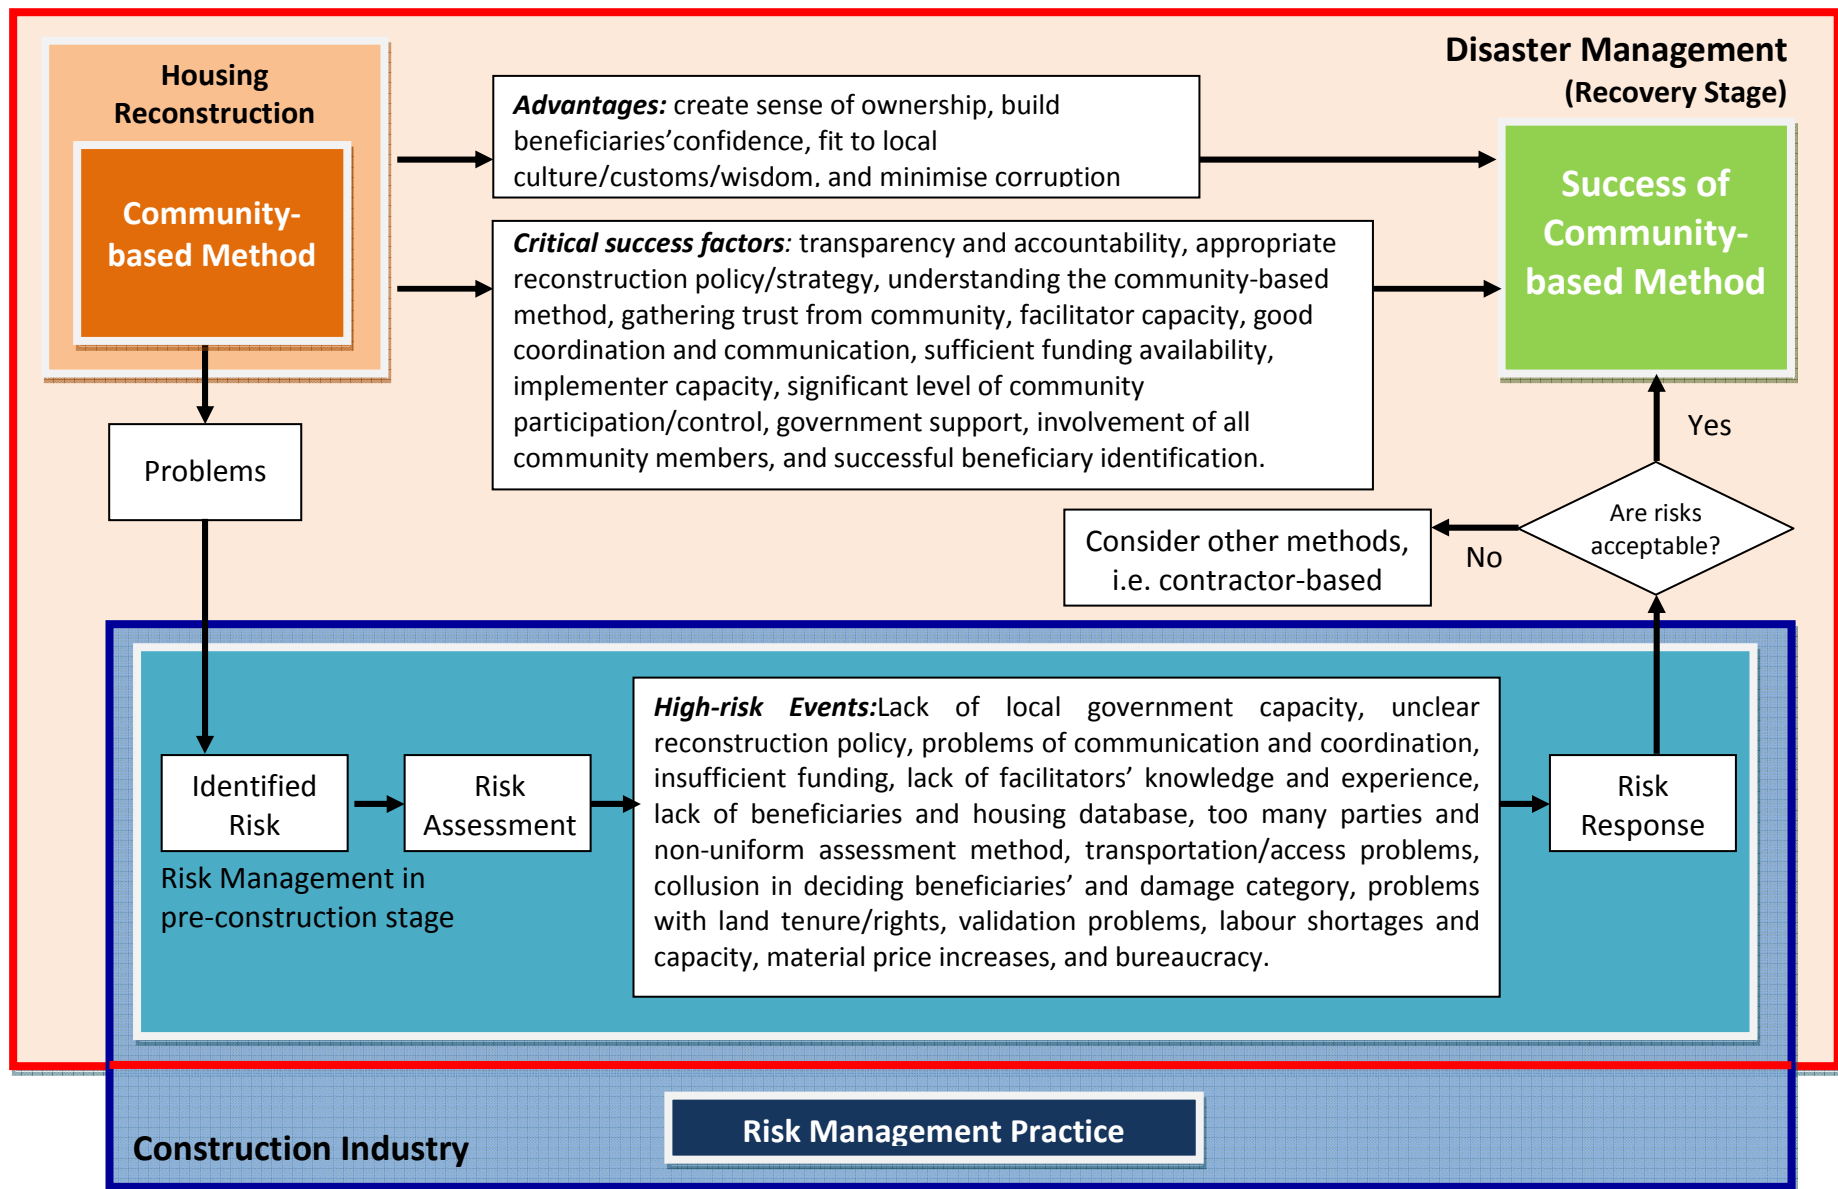 Housing
Reconstruction
Community-
based Method
Disaster Management
(Recovery Stage)
Advantages: create sense of ownership, build
beneficiaries’confidence, fit to local
culture/customs/wisdom, and minimise corruption
Success of
Community-
based Method
Critical success factors: transparency and accountability, appropriate
reconstruction policy/strategy, understanding the community-based
method, gathering trust from community, facilitator capacity, good
coordination and communication, sufficient funding availability,
implementer capacity, significant level of community
participation/control, government support, involvement of all
community members, and successful beneficiary identification.
Problems
Yes
Are risks
acceptable?
No
Consider other methods,
i.e. contractor-based
Identified
Risk
Risk Management in
pre-construction stage
Risk
Assessment
High-risk Events:Lack of local government capacity, unclear
reconstruction policy, problems of communication and coordination,
insufficient funding, lack of facilitators’ knowledge and experience,
lack of beneficiaries and housing database, too many parties and
non-uniform assessment method, transportation/access problems,
collusion in deciding beneficiaries’ and damage category, problems
with land tenure/rights, validation problems, labour shortages and
capacity, material price increases, and bureaucracy.
Risk
Response
Construction Industry
Risk Management Practice